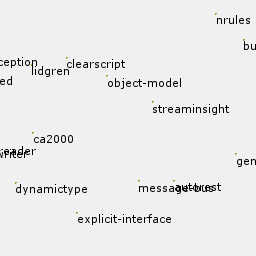 nrules
bu
ception
clearscript
lidgren
ed
object-model
streaminsight
ca2000
reader
writer
gen
dynamictype
message-bus
autorest
explicit-interface